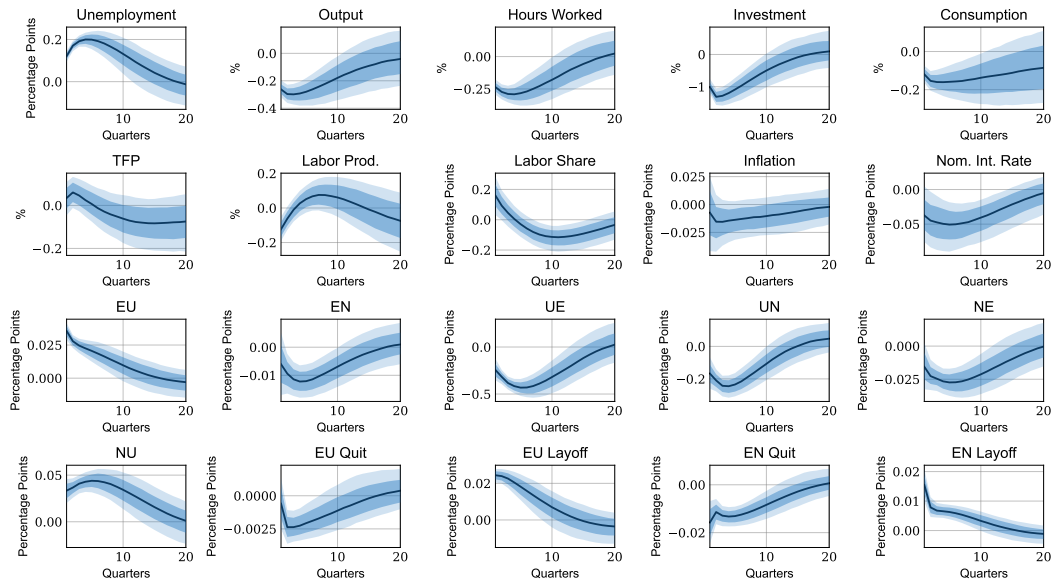 Unemployment
Percentage Points
0.2
0.0
10
20
Quarters
Output
%
0.0
−0.2
−0.4
10
20
Quarters
Hours Worked
%
0.00
−0.25
10
20
Quarters
Investment
%
0
−1
10
20
Quarters
Consumption
%
0.0
−0.2
10
20
Quarters
TFP
%
0.0
−0.2
10
20
Quarters
Labor Prod.
%
0.2
0.0
−0.2
10
20
Quarters
Labor Share
Percentage Points
0.2
0.0
−0.2
10
20
Quarters
Inflation
Percentage Points
0.025
0.000
−0.025
10
20
Quarters
Nom. Int. Rate
Percentage Points
0.00
−0.05
10
20
Quarters
EU
Percentage Points
0.025
0.000
10
20
Quarters
EN
Percentage Points
0.00
−0.01
10
20
Quarters
UE
Percentage Points
0.0
−0.5
10
20
Quarters
UN
Percentage Points
0.0
−0.2
10
20
Quarters
NE
Percentage Points
0.000
−0.025
10
20
Quarters
NU
Percentage Points
0.05
0.00
10
20
Quarters
EU Quit
Percentage Points
0.0000
−0.0025
10
20
Quarters
EU Layoff
Percentage Points
0.02
0.00
10
20
Quarters
EN Quit
Percentage Points
0.00
−0.02
10
20
Quarters
EN Layoff
Percentage Points
0.02
0.01
0.00
10
20
Quarters